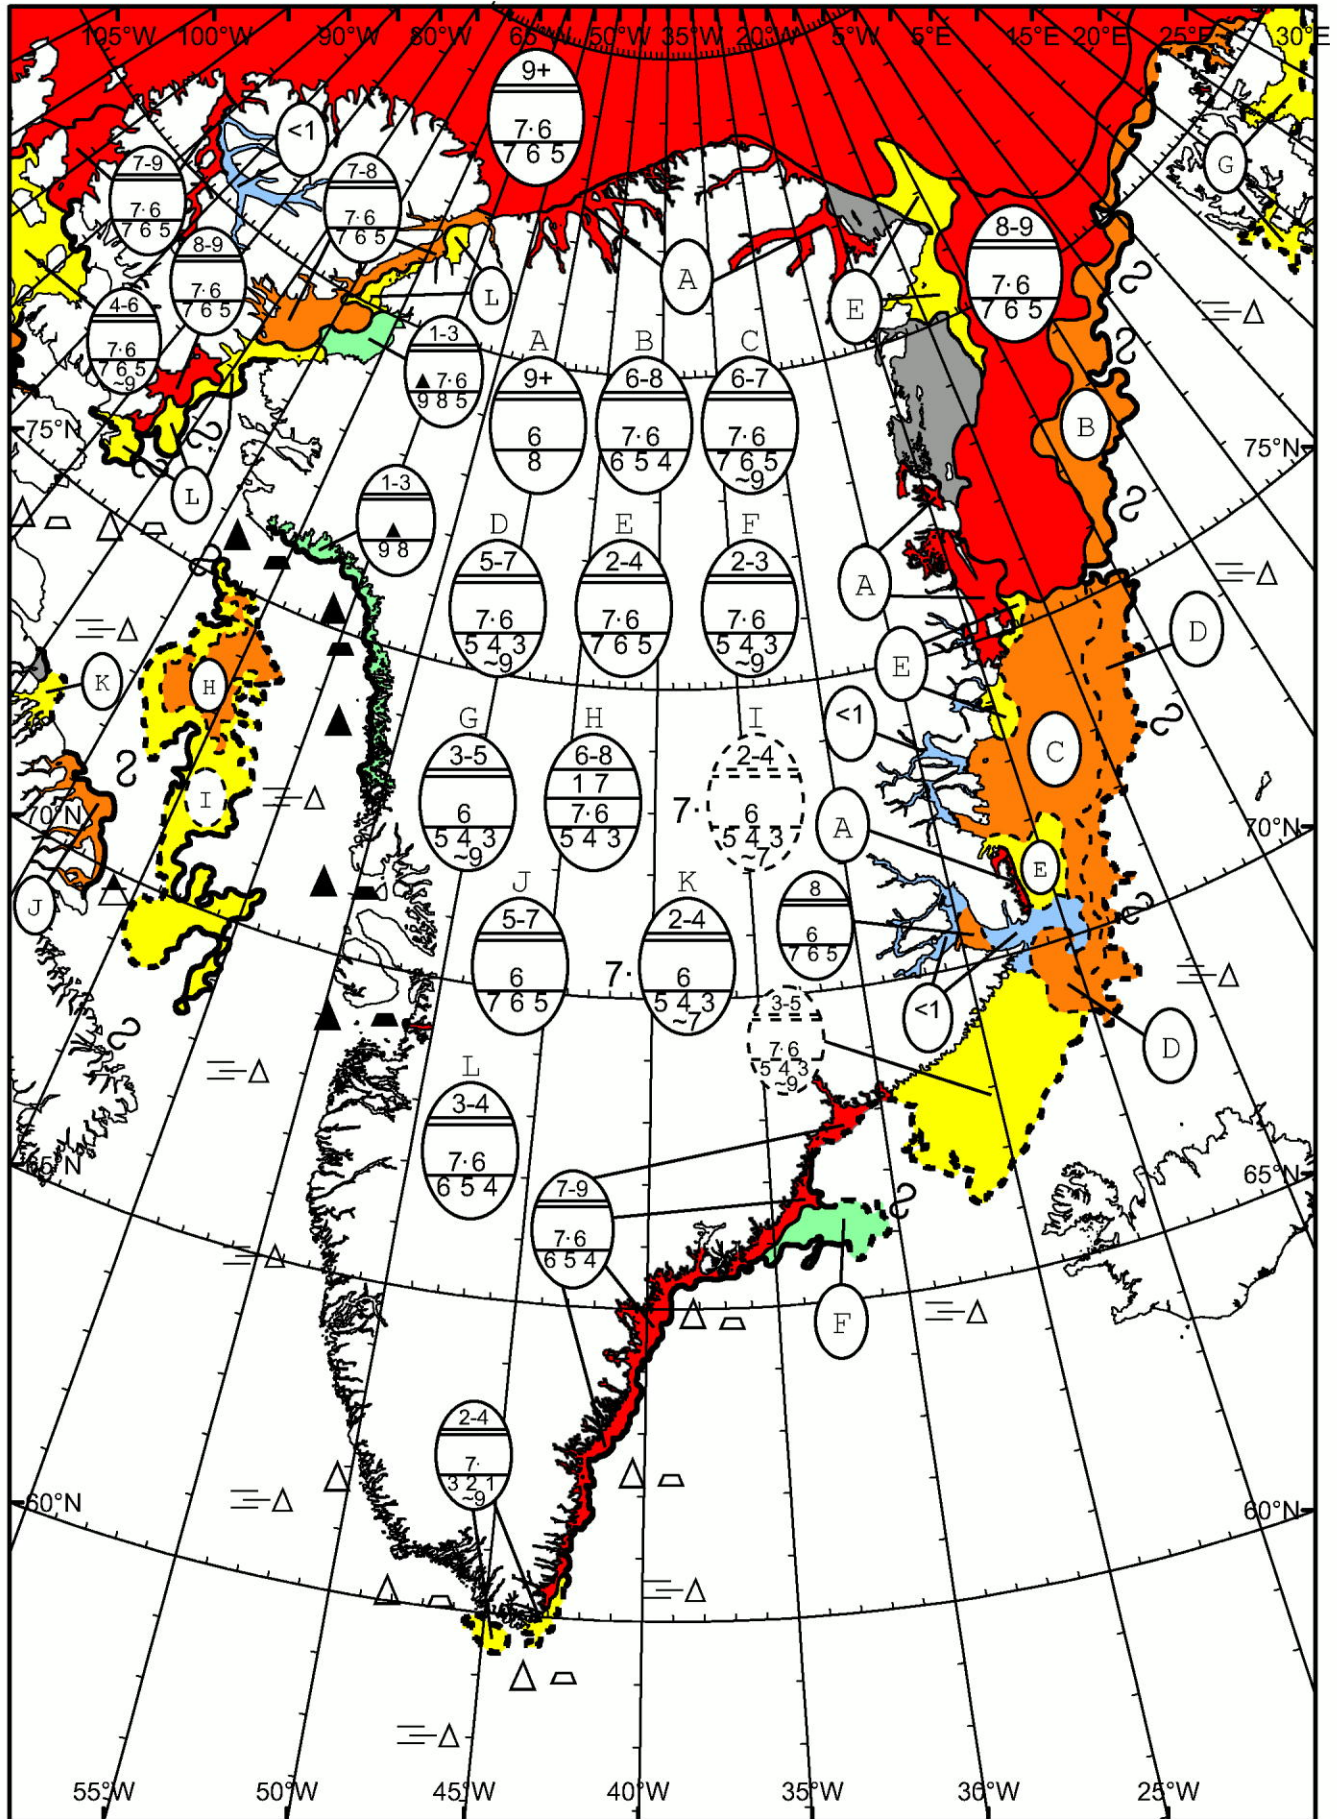 105°W 100°W 90°W 80°W 65°W 50°W 35°W 20°W 5°W 5°E 15°E 20°E 25°E 30°E
9+
7·6
7 6 5
<1
7-9
7·6
7 6 5
7-8
7·6
7 6 5
G
8-9
7·6
7 6 5
8-9
7·6
7 6 5
A
E
L
4-6
7·6
7 6 5
~9
1-3
▲ 7·6
9 8 5
A
9+
6
8
B
6-8
7·6
6 5 4
C
6-7
7·6
7 6 5
~9
B
75°N
75°N
L
1-3
▲
9 8
D
5-7
7·6
5 4 3
~9
E
2-4
7·6
7 6 5
F
2-3
7·6
5 4 3
~9
A
D
E
K
H
<1
G
3-5
6
5 4 3
~9
H
6-8
1 7
7·6
5 4 3
I
2-4
7· 6
5 4 3
~7
C
I
70°N
70°N
A
E
J
J
5-7
6
7 6 5
K
2-4
7· 6
5 4 3
~7
8
6
7 6 5
<1
D
3-5
7·6
5 4 3
~9
L
3-4
7·6
6 5 4
65°N
65°N
7-9
7·6
6 5 4
F
2-4
7·
3 2 1
~9
60°N
60°N
55°W 50°W 45°W 40°W 35°W 30°W 25°W